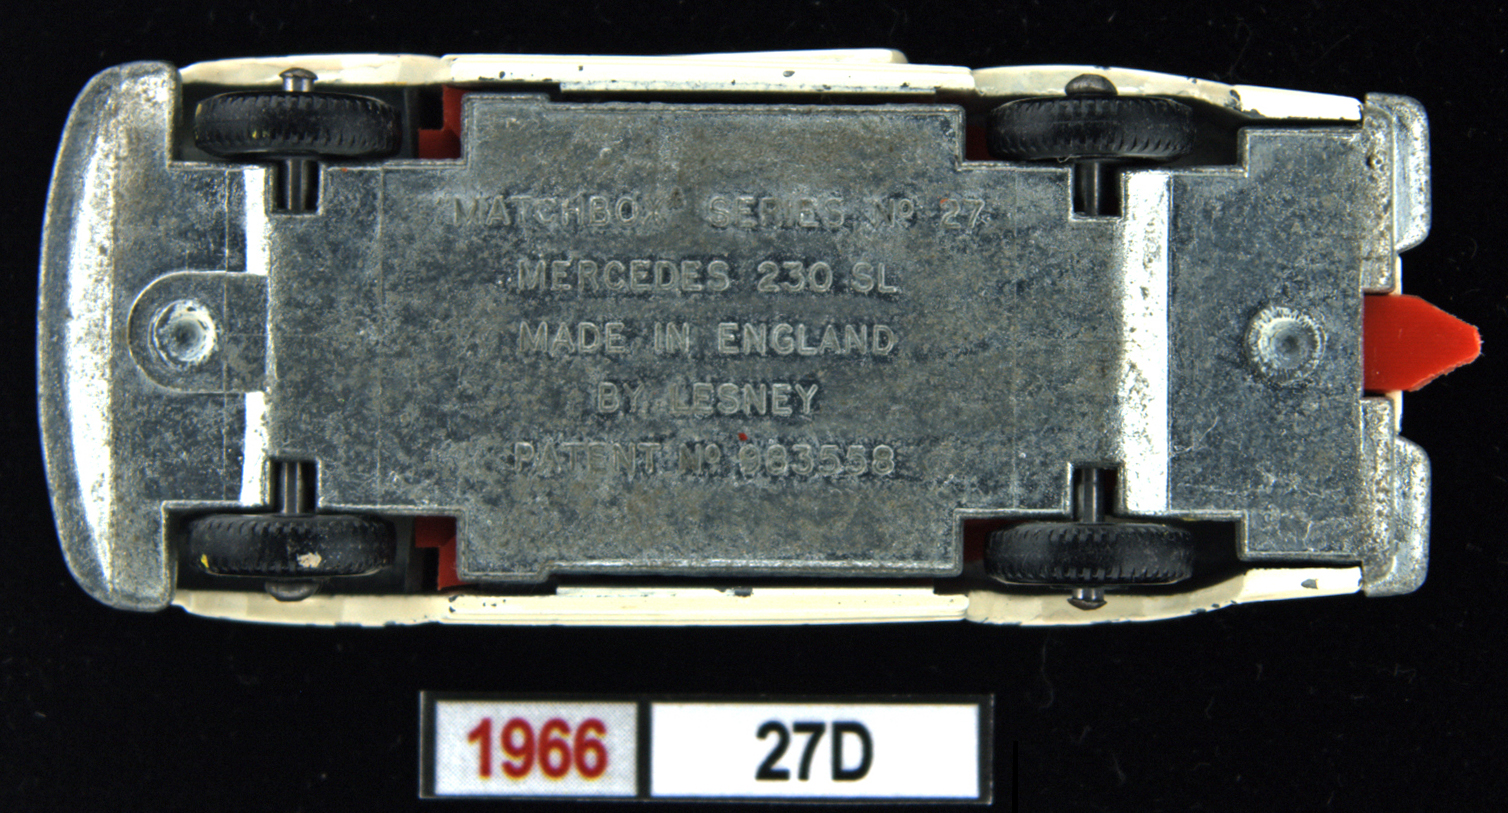 "MATCHBOX" SERIES Nº 27
MERCEDES 230 SL
MADE IN ENGLAND
BY LESNEY
PATENT Nº 983558
1966 27D